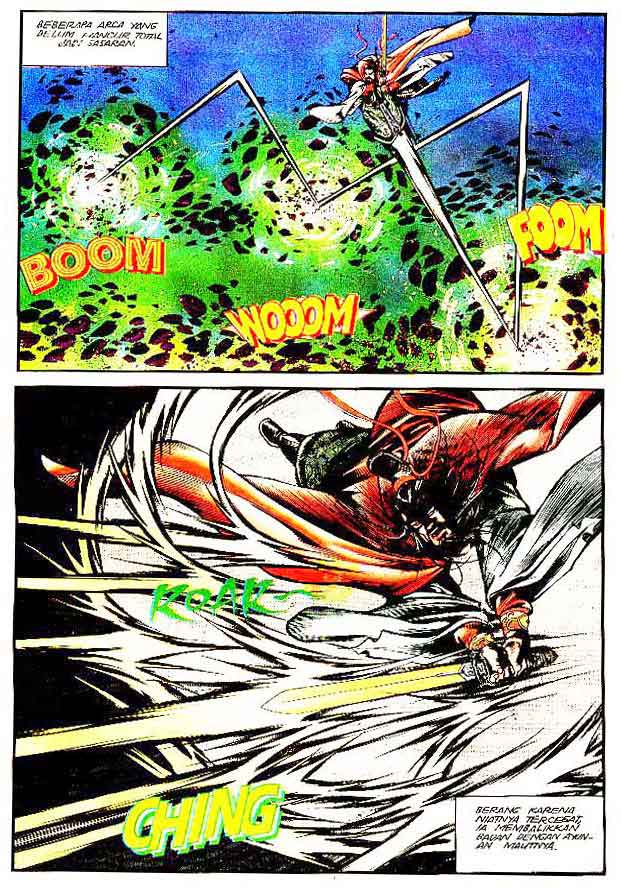 BEBERAPA ARCA YANG
BELUM HANCUR TOTAL
JADI SASARAN.
BOOM
WOOOM
FOOM
KOAK~
CHING
BERANG KARENA
NIATNYA TERCEGAT,
IA MEMBALIKKAN
BADAN DENGAN AYUN-
AN MAUTNYA.